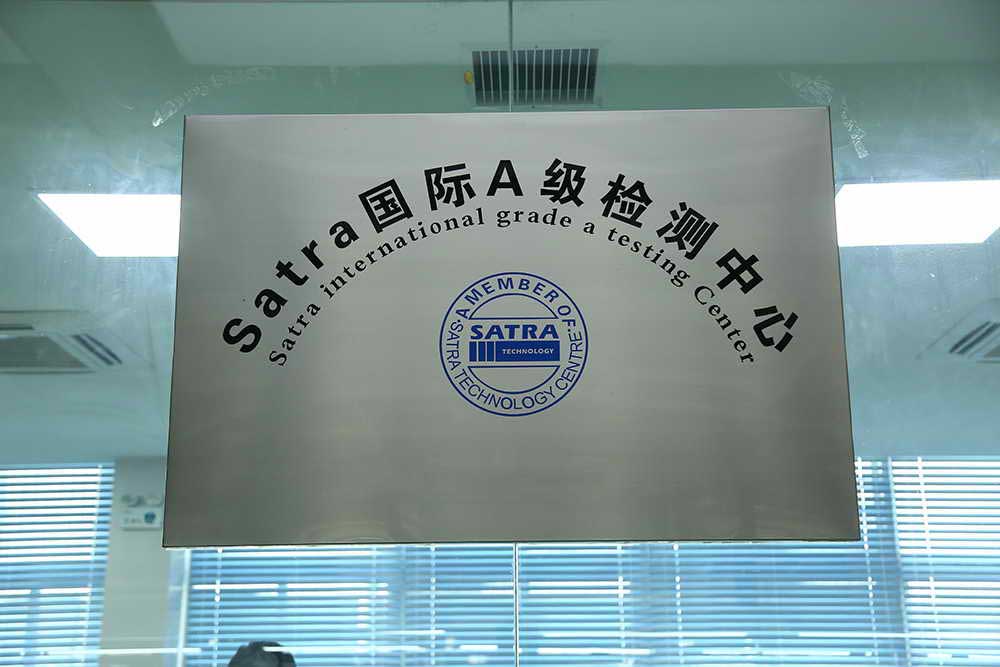 Satra国际A级检测中心
Satra international grade a testing Center
A MEMBER OF:
SATRA
TECHNOLOGY
SATRA TECHNOLOGY CENTRE